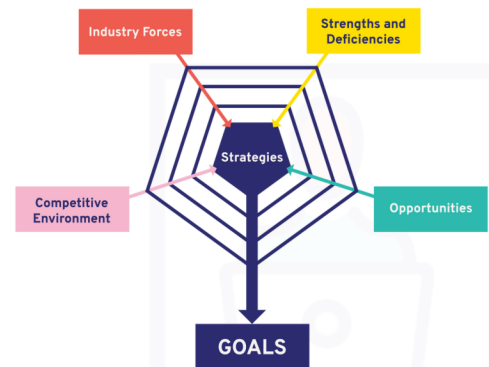 Industry Forces
Strengths and
Deficiencies
Strategies
Competitive
Environment
Opportunities
GOALS